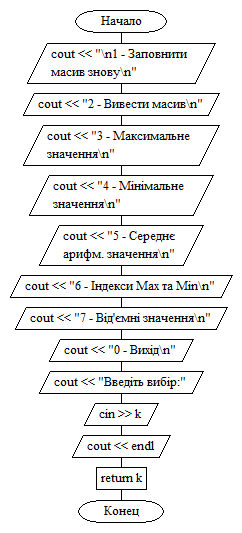 Начало
cout << "\n1 - Заповнити
масив знову\n"
cout << "2 - Вивести масив\n"
cout << "3 - Максимальне
значення\n"
cout << "4 - Мінімальне
значення\n"
cout << "5 - Середнє
арифм. значення\n"
cout << "6 - Індекси Max та Min\n"
cout << "7 - Від'ємні значення\n"
cout << "0 - Вихід\n"
cout << "Введіть вибір:"
cin >> k
cout << endl
return k
Конец